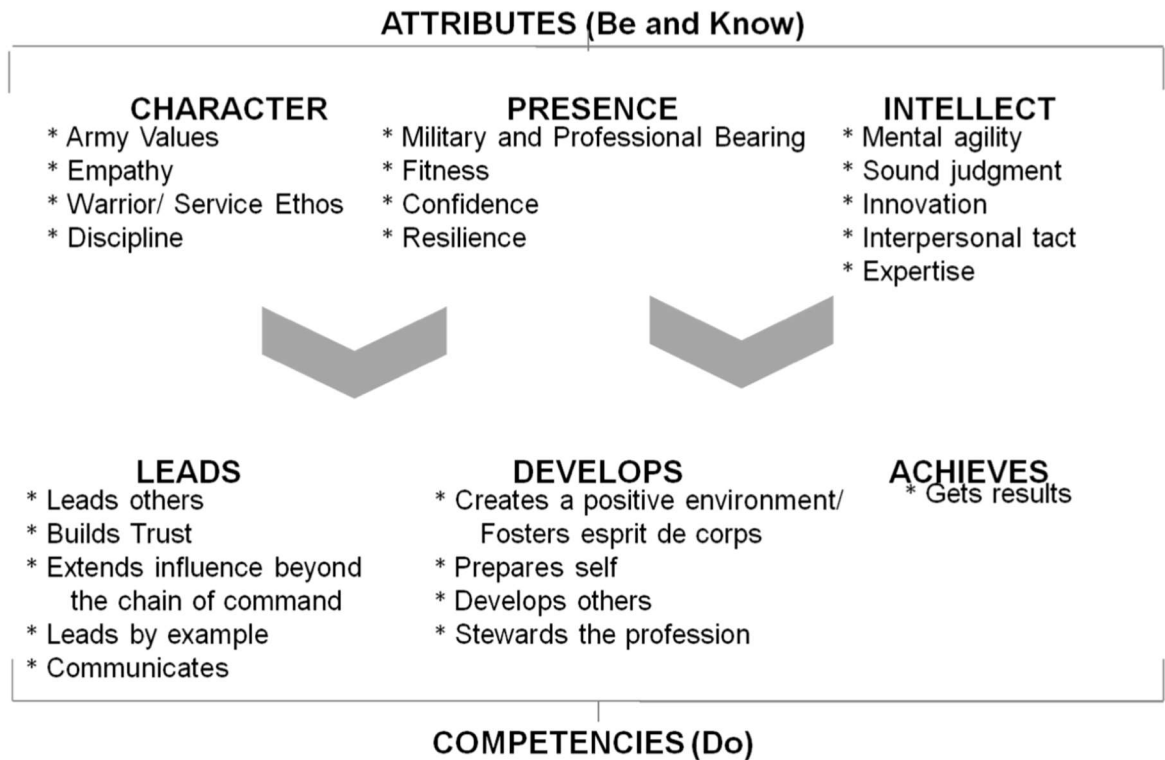 ATTRIBUTES (Be and Know)
CHARACTER
* Army Values
* Empathy
* Warrior/ Service Ethos
* Discipline
PRESENCE
* Military and Professional Bearing
* Fitness
* Confidence
* Resilience
INTELLECT
* Mental agility
* Sound judgment
* Innovation
* Interpersonal tact
* Expertise
LEADS
* Leads others
* Builds Trust
* Extends influence beyond
the chain of command
* Leads by example
* Communicates
DEVELOPS
* Creates a positive environment/
Fosters esprit de corps
* Prepares self
* Develops others
* Stewards the profession
ACHIEVES
* Gets results
COMPETENCIES (Do)